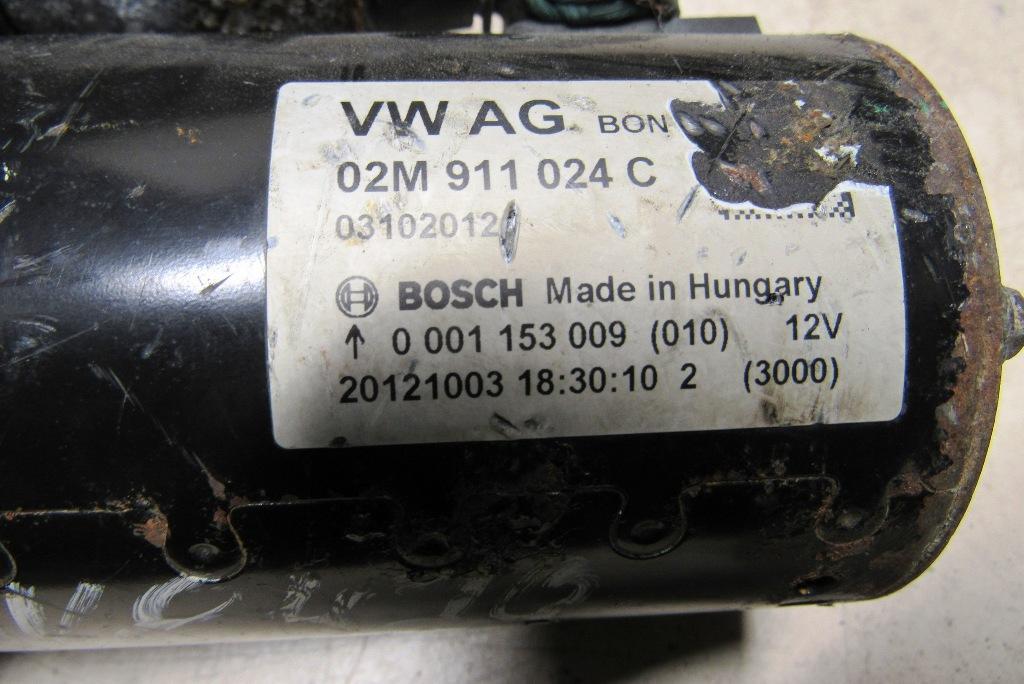 VW AG BON
02M 911 024 C
03102012
BOSCH Made in Hungary
↑ 0 001 153 009 (010) 12V
20121003 18:30:10 2 (3000)